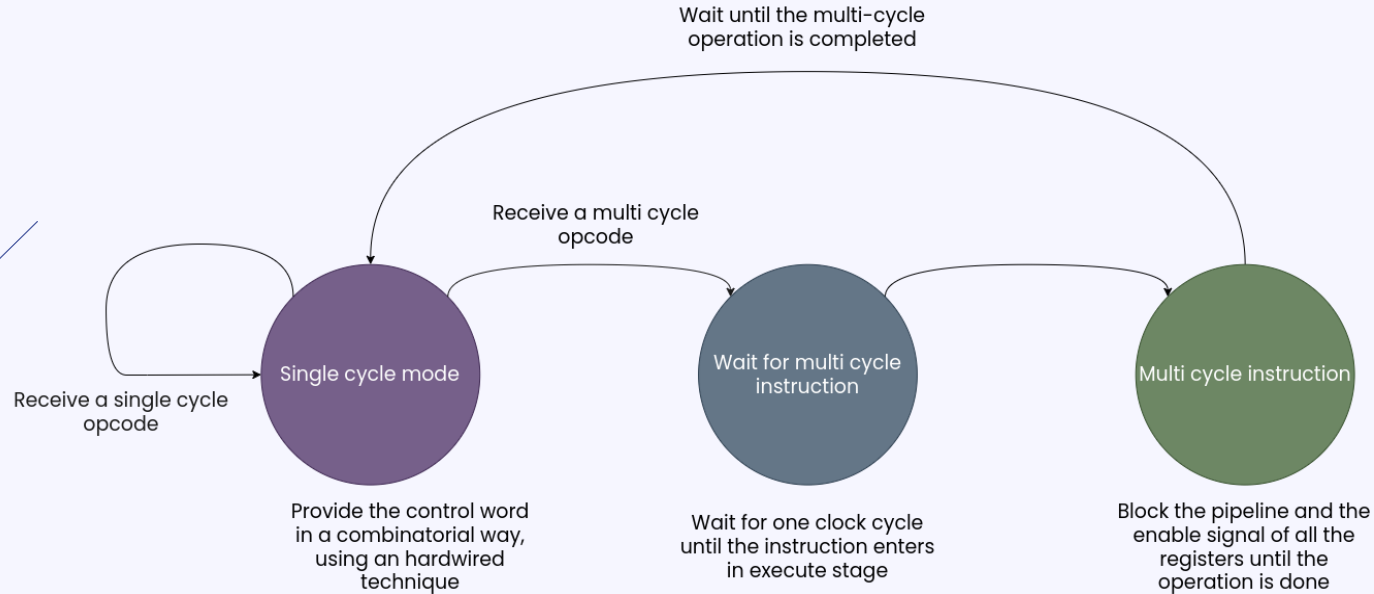 Wait until the multi-cycle
operation is completed
Receive a multi cycle
opcode
Receive a single cycle
opcode
Single cycle mode
Wait for multi cycle
instruction
Multi cycle instruction
Provide the control word
in a combinatorial way,
using an hardwired
technique
Wait for one clock cycle
until the instruction enters
in execute stage
Block the pipeline and the
enable signal of all the
registers until the
operation is done